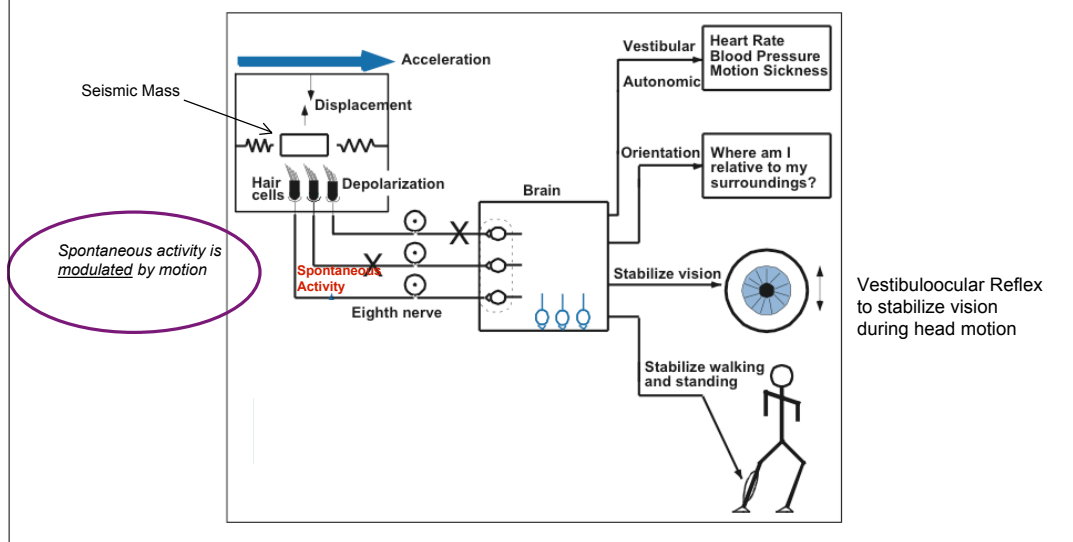 Acceleration
Seismic Mass
Displacement
Hair
cells
Depolarization
Spontaneous activity is
modulated by motion
X
X
Spontaneous
Activity
Eighth nerve
Brain
Vestibular
Autonomic
Heart Rate
Blood Pressure
Motion Sickness
Orientation
Where am I
relative to my
surroundings?
Stabilize vision
Vestibuloocular Reflex
to stabilize vision
during head motion
Stabilize walking
and standing